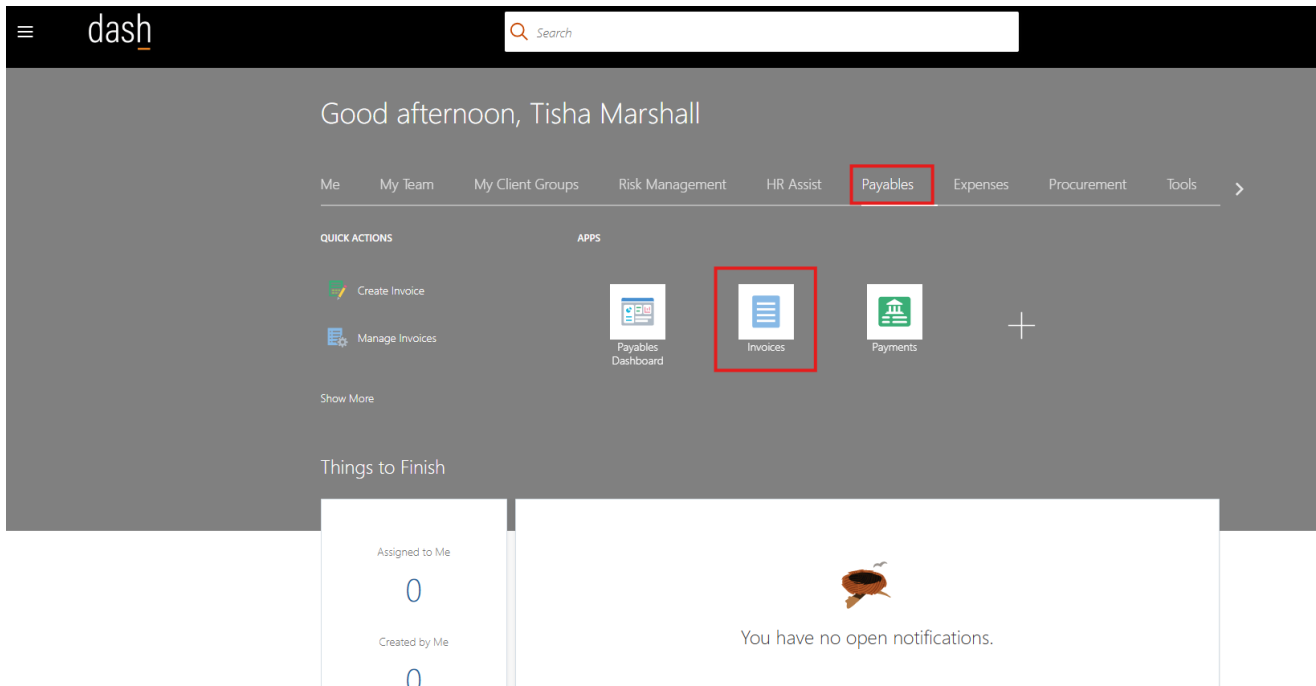 dash
Search
Good afternoon, Tisha Marshall
Me My Team My Client Groups Risk Management HR Assist Payables Expenses Procurement Tools
QUICK ACTIONS
APPS
Create Invoice
Manage Invoices
Show More
Payables
Dashboard
Invoices
Payments
Things to Finish
Assigned to Me
0
Created by Me
0
You have no open notifications.